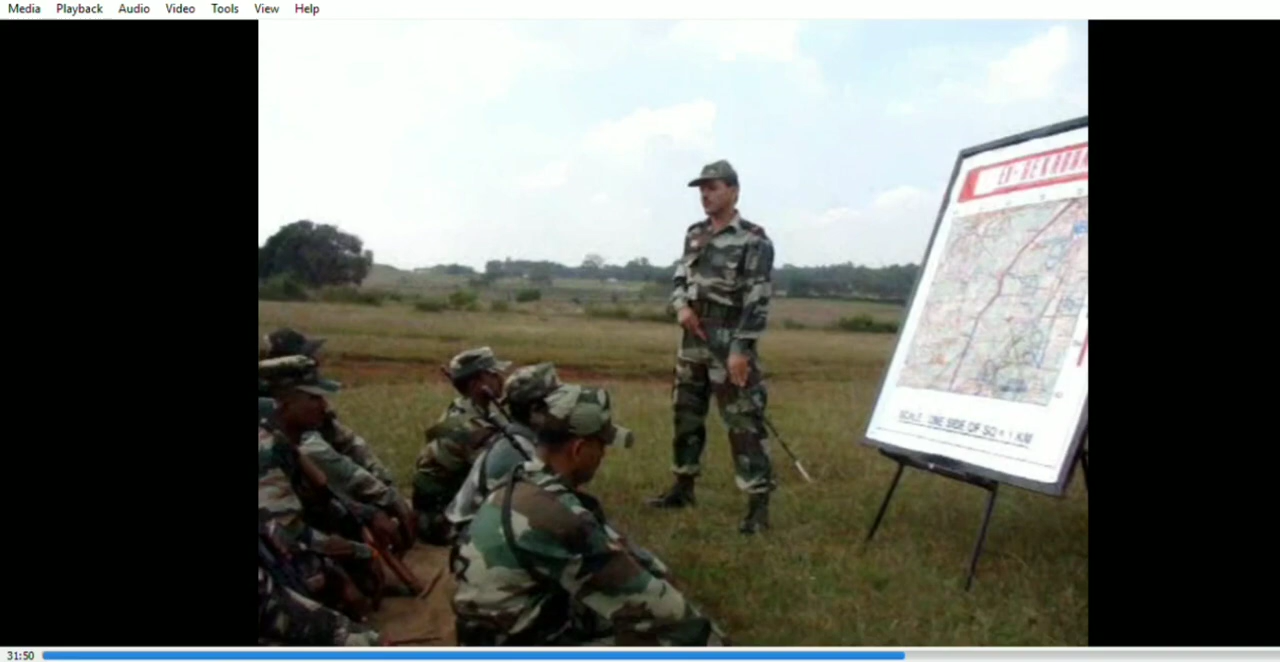 Media Playback Audio Video Tools View Help
SCALE : ONE SIDE OF SQ = 1 KM
31:50